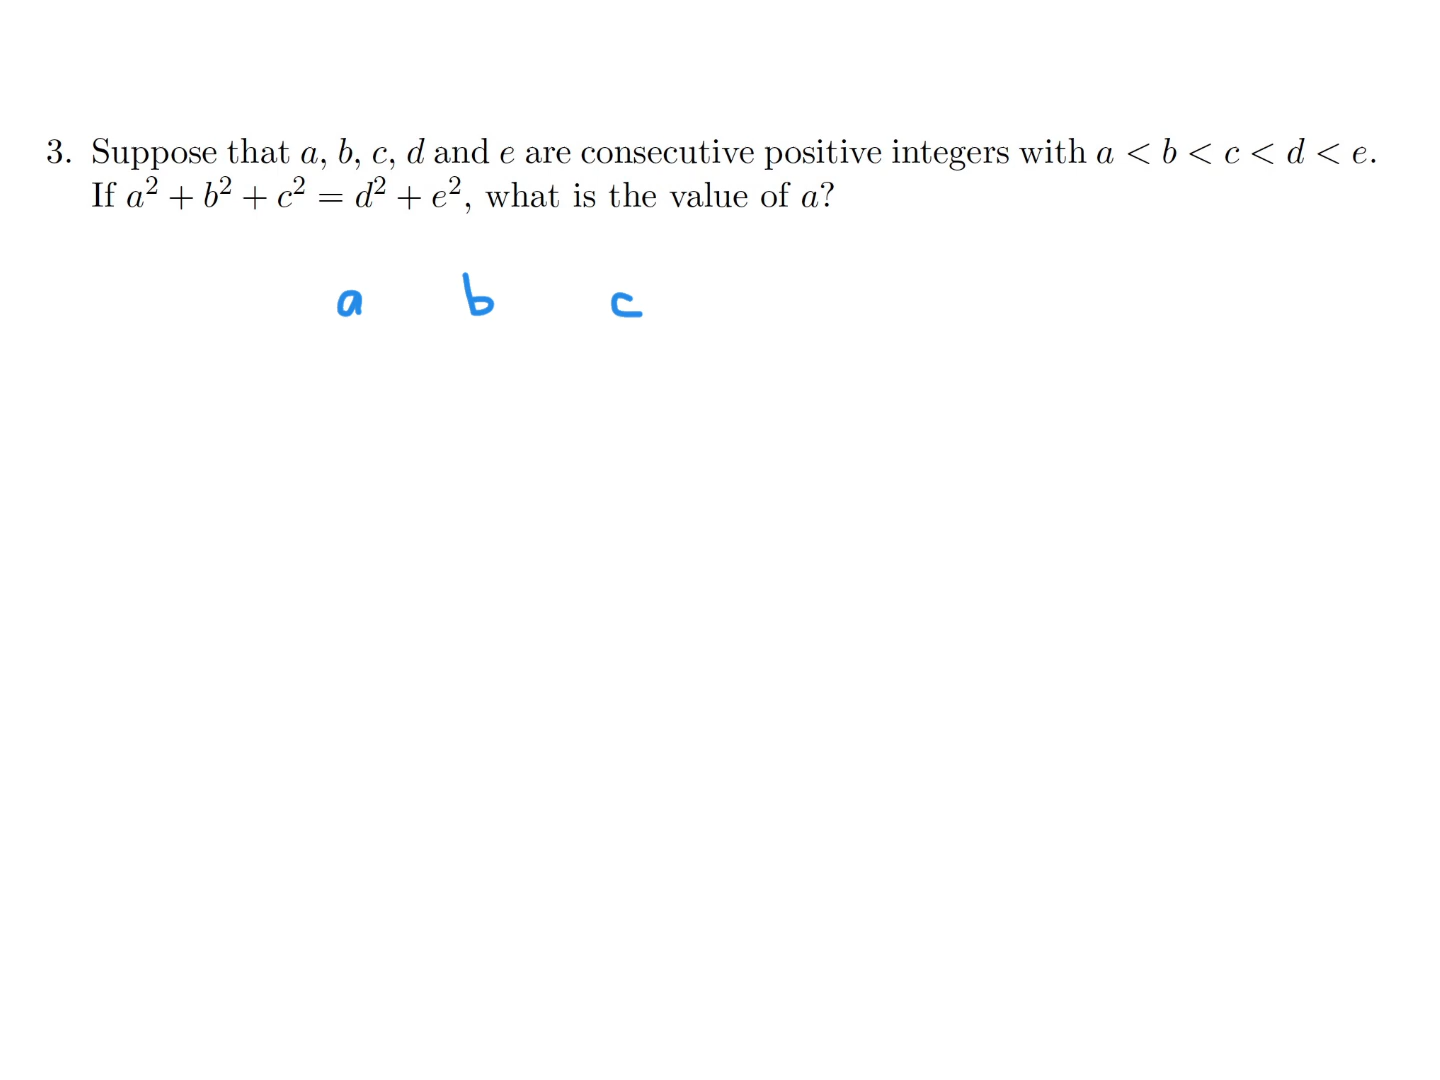 3. Suppose that a, b, c, d and e are consecutive positive integers with a < b < c < d < e.
If a² + b² + c² = d² + e², what is the value of a?
a b c